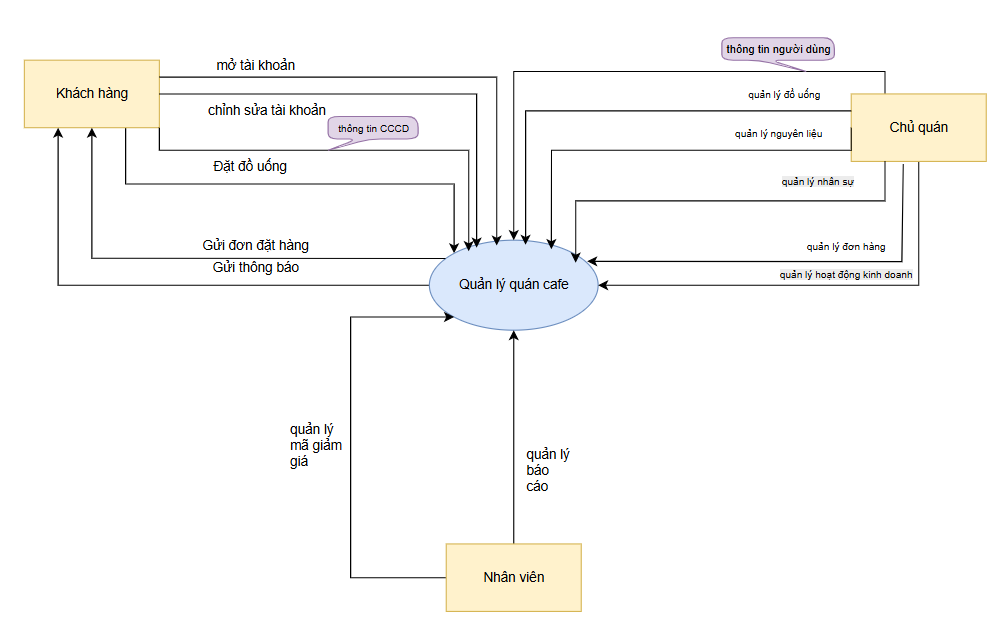 thông tin người dùng
mở tài khoản
Khách hàng
quản lý đồ uống
chỉnh sửa tài khoản
thông tin CCCD
Chủ quán
quản lý nguyên liệu
Đặt đồ uống
quản lý nhân sự
Gửi đơn đặt hàng
quản lý đơn hàng
Gửi thông báo
quản lý hoạt động kinh doanh
Quản lý quán cafe
quản lý
mã giảm
giá
quản lý
báo
cáo
Nhân viên